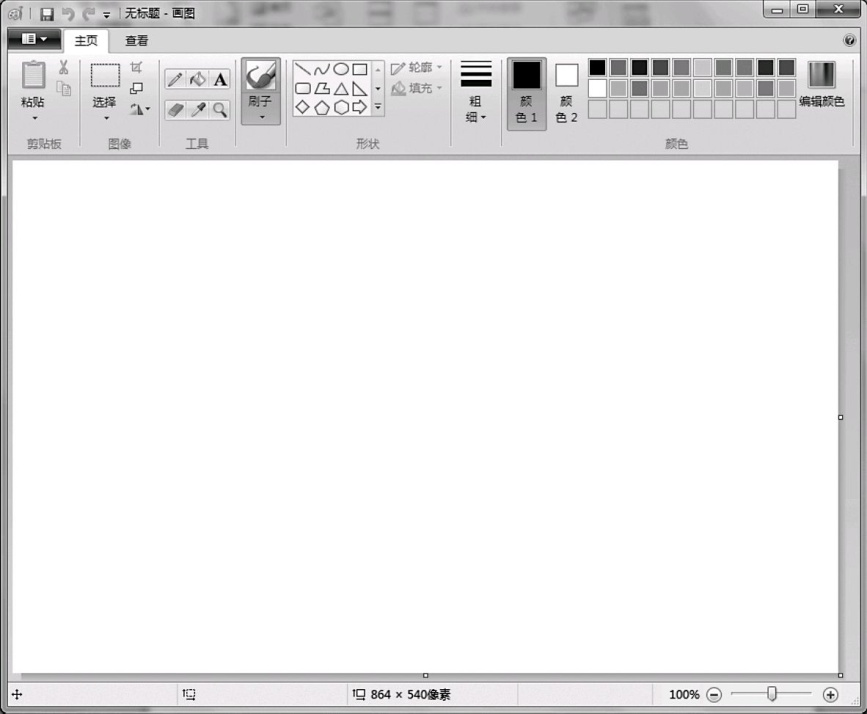 无标题 - 画图
主页 查看
粘贴
剪贴板
选择
图像
A
工具
刷子
轮廓
填充
形状
粗
细
颜
色 1
颜
色 2
编辑颜色
颜色
864 × 540像素
100%